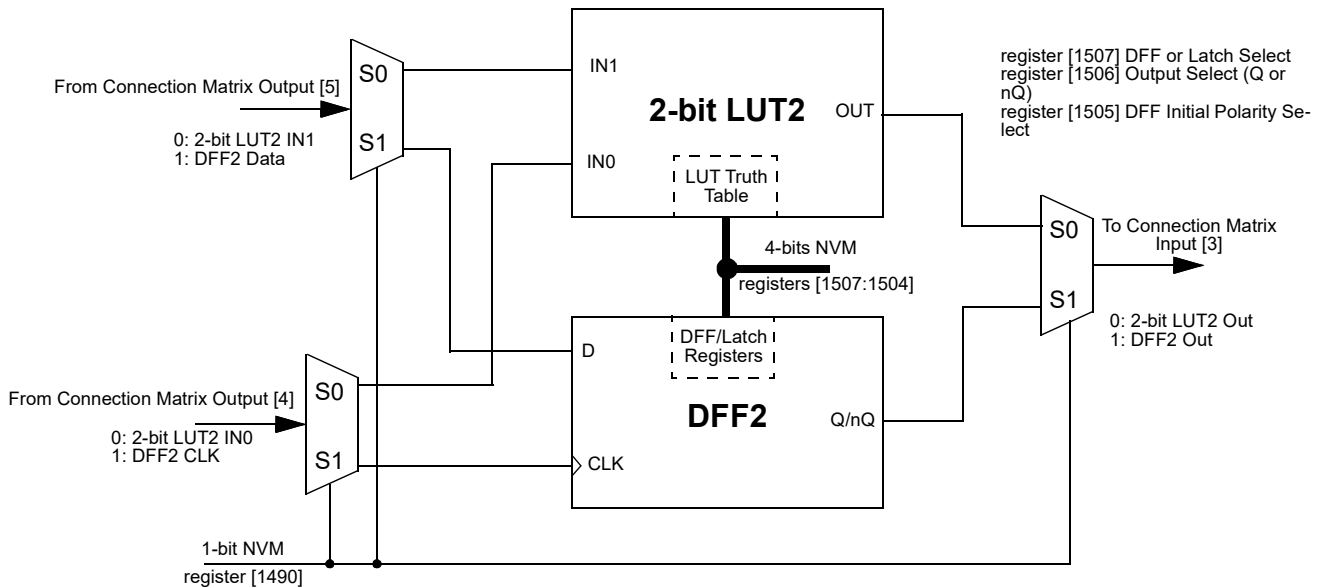 From Connection Matrix Output [5]
0: 2-bit LUT2 IN1
1: DFF2 Data
S0
S1
IN1
IN0
2-bit LUT2
OUT
LUT Truth
Table
register [1507] DFF or Latch Select
register [1506] Output Select (Q or
nQ)
register [1505] DFF Initial Polarity Se-
lect
4-bits NVM
registers [1507:1504]
S0
S1
To Connection Matrix
Input [3]
0: 2-bit LUT2 Out
1: DFF2 Out
From Connection Matrix Output [4]
0: 2-bit LUT2 IN0
1: DFF2 CLK
S0
S1
D
CLK
DFF/Latch
Registers
DFF2
Q/nQ
1-bit NVM
register [1490]